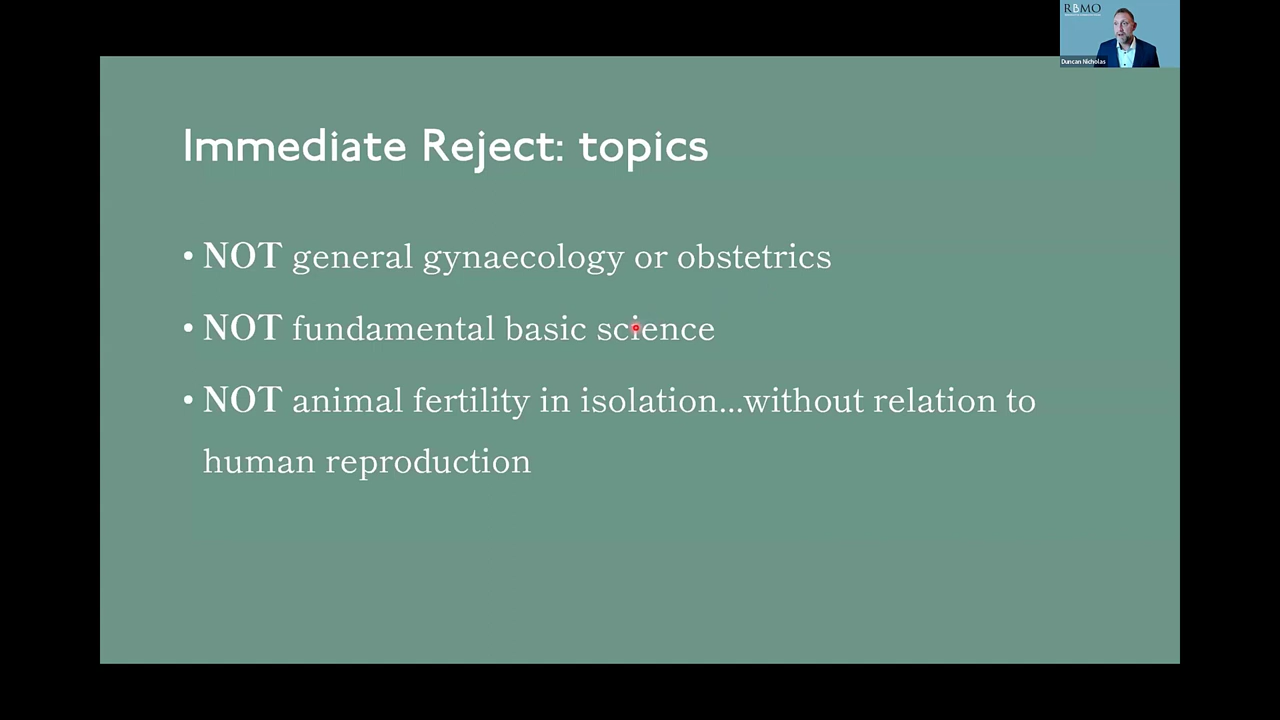 RBMO
Duncan Nicholas
Immediate Reject: topics
• NOT general gynaecology or obstetrics
• NOT fundamental basic science
• NOT animal fertility in isolation...without relation to
human reproduction